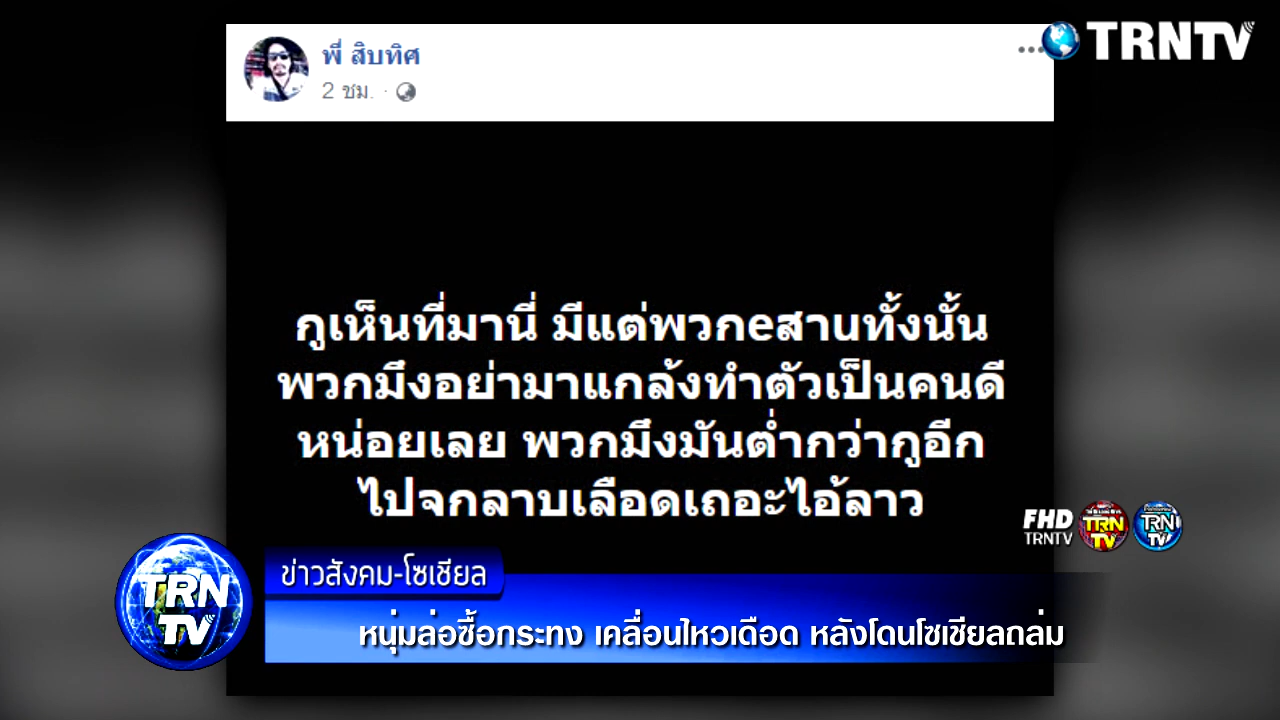 พี่ สิบทิศ
2 ชม. ·
TRNTV
กูเห็นที่มานี่ มีแต่พวกeสานทั้งนั้น
พวกมึงอย่ามาแกล้งทำตัวเป็นคนดี
หน่อยเลย พวกมึงมันต่ำกว่ากูอีก
ไปจกลาบเลือดเถอะไอ้ลาว
FHD
TRNTV
TRN
TV
TRN
TV
TRN
TV
ข่าวสังคม-โซเชียล
หนุ่มล่อซื้อกระทง เคลื่อนไหวเดือด หลังโดนโซเชียลถล่ม